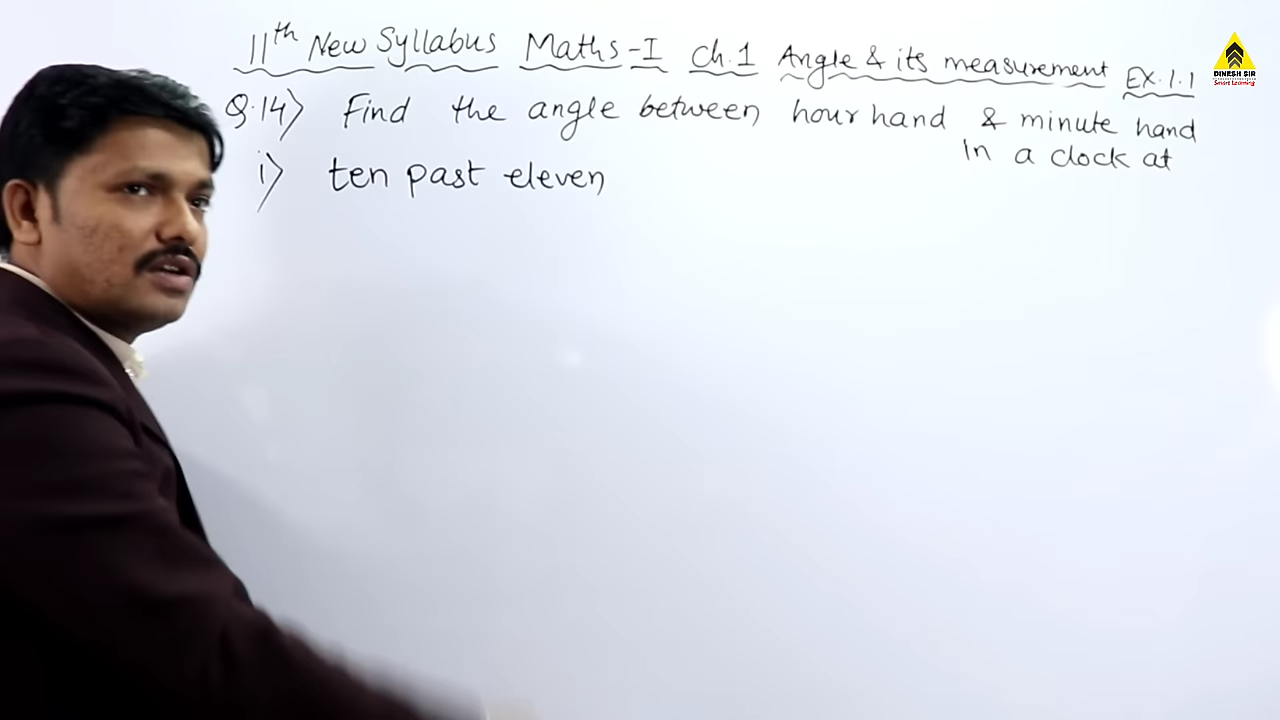 11th New Syllabus Maths-I Ch.1 Angle & its measurement EX.1.1
Q.14) Find the angle between hour hand & minute hand
In a clock at
i) ten past eleven
DINESH SIR
Smart Learning